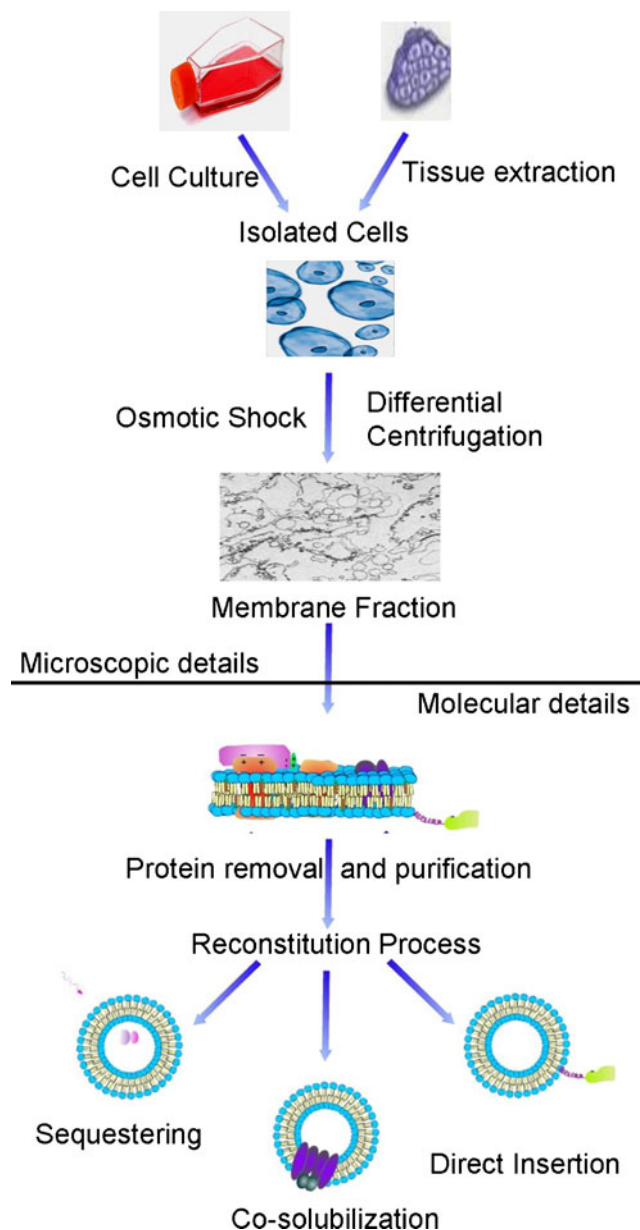 Cell Culture
Tissue extraction
Isolated Cells
Osmotic Shock
Differential
Centrifugation
Membrane Fraction
Microscopic details
Molecular details
Protein removal and purification
Reconstitution Process
Sequestering
Direct Insertion
Co-solubilization